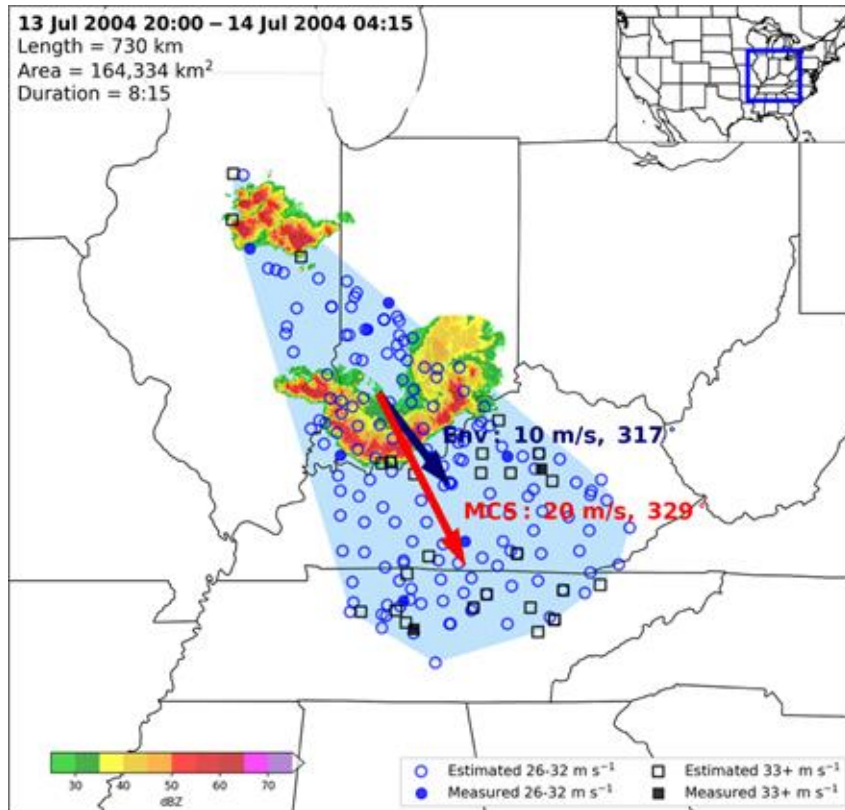 13 Jul 2004 20:00 – 14 Jul 2004 04:15
Length = 730 km
Area = 164,334 km²
Duration = 8:15
Env : 10 m/s, 317°
MCS : 20 m/s, 329°
30 40 50 60 70
dBZ
Estimated 26-32 m s⁻¹ Estimated 33+ m s⁻¹
Measured 26-32 m s⁻¹ Measured 33+ m s⁻¹